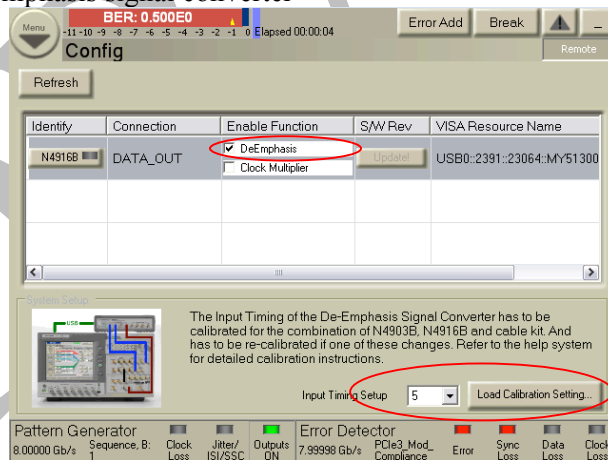 mphasis signal converter
Menu
BER: 0.500E0
-11 -10 -9 -8 -7 -6 -5 -4 -3 -2 -1 0 Elapsed 00:00:04
Error Add
Break
Config
Remote
Refresh
Identify Connection Enable Function S/W Rev VISA Resource Name
N4916B DATA_OUT DeEmphasis Update! USB0::2391::23064::MY51300
Clock Multiplier
System Setup
USB
The Input Timing of the De-Emphasis Signal Converter has to be
calibrated for the combination of N4903B, N4916B and cable kit. And
has to be re-calibrated if one of these changes. Refer to the help system
for detailed calibration instructions.
Input Timing Setup 5 Load Calibration Setting...
Pattern Generator
8.00000 Gb/s Sequence, B:
1
Clock
Loss
Jitter/
ISI/SSC
Outputs
ON
Error Detector
7.99998 Gb/s PCIe3_Mod_
Compliance
Error
Sync
Loss
Data
Loss
Clock
Loss